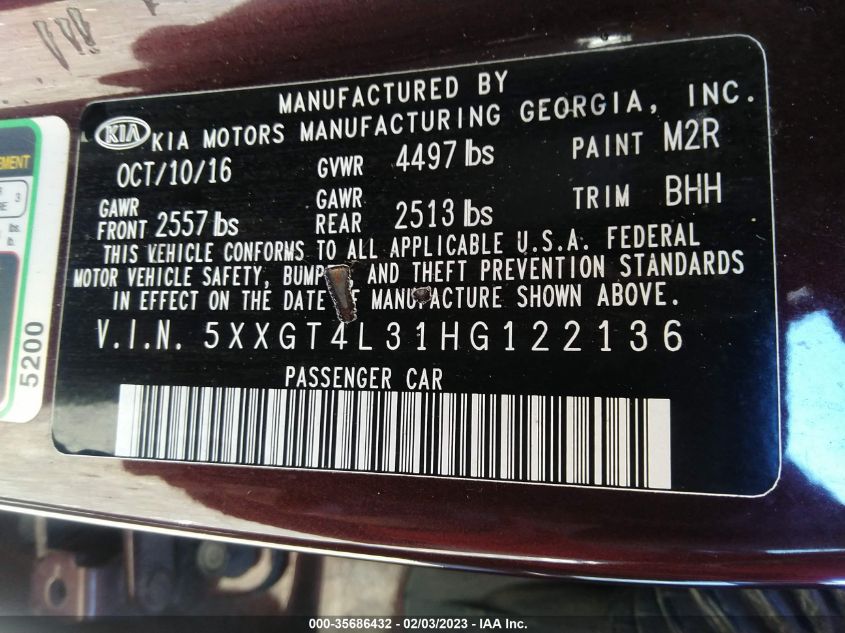 MANUFACTURED BY
KIA KIA MOTORS MANUFACTURING GEORGIA, INC.
OCT/10/16 GVWR 4497 lbs PAINT M2R
GAWR FRONT 2557 lbs GAWR REAR 2513 lbs TRIM BHH
THIS VEHICLE CONFORMS TO ALL APPLICABLE U.S.A. FEDERAL
MOTOR VEHICLE SAFETY, AND THEFT PREVENTION STANDARDS
IN EFFECT ON THE DATE MANUFACTURE SHOWN ABOVE.
V.I.N. 5XXGT4L31HG122136
PASSENGER CAR
3
lbs.
lb.
5200
000-35686432 - 02/03/2023 - IAA Inc.